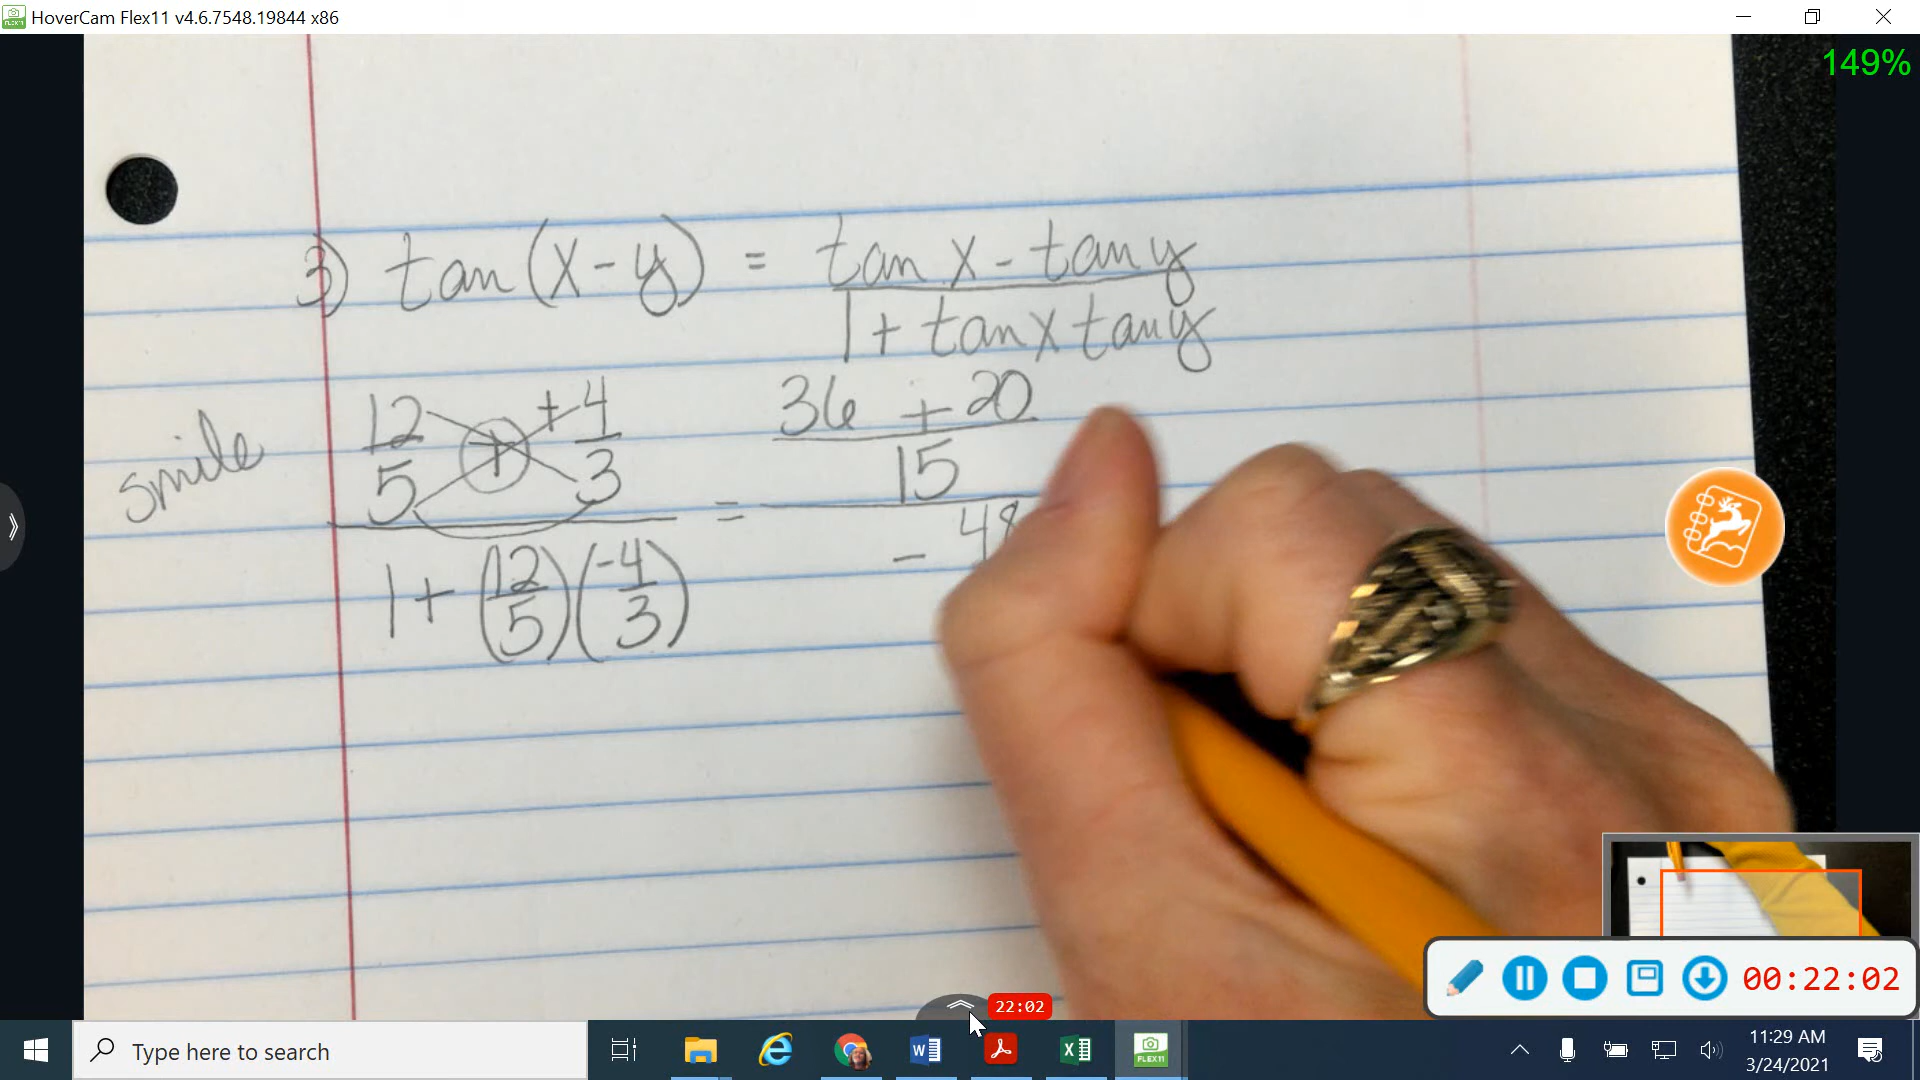 HoverCam Flex11 v4.6.7548.19844 x86
149%
3) tan(x-y) = tan x - tan y
1 + tan x tan y
smile
12 + + 4
5 3
= 36 + 20
15
- 48
1 + (12/5)(-4/3)
00:22:02
22:02
Type here to search
FLEX11
11:29 AM
3/24/2021